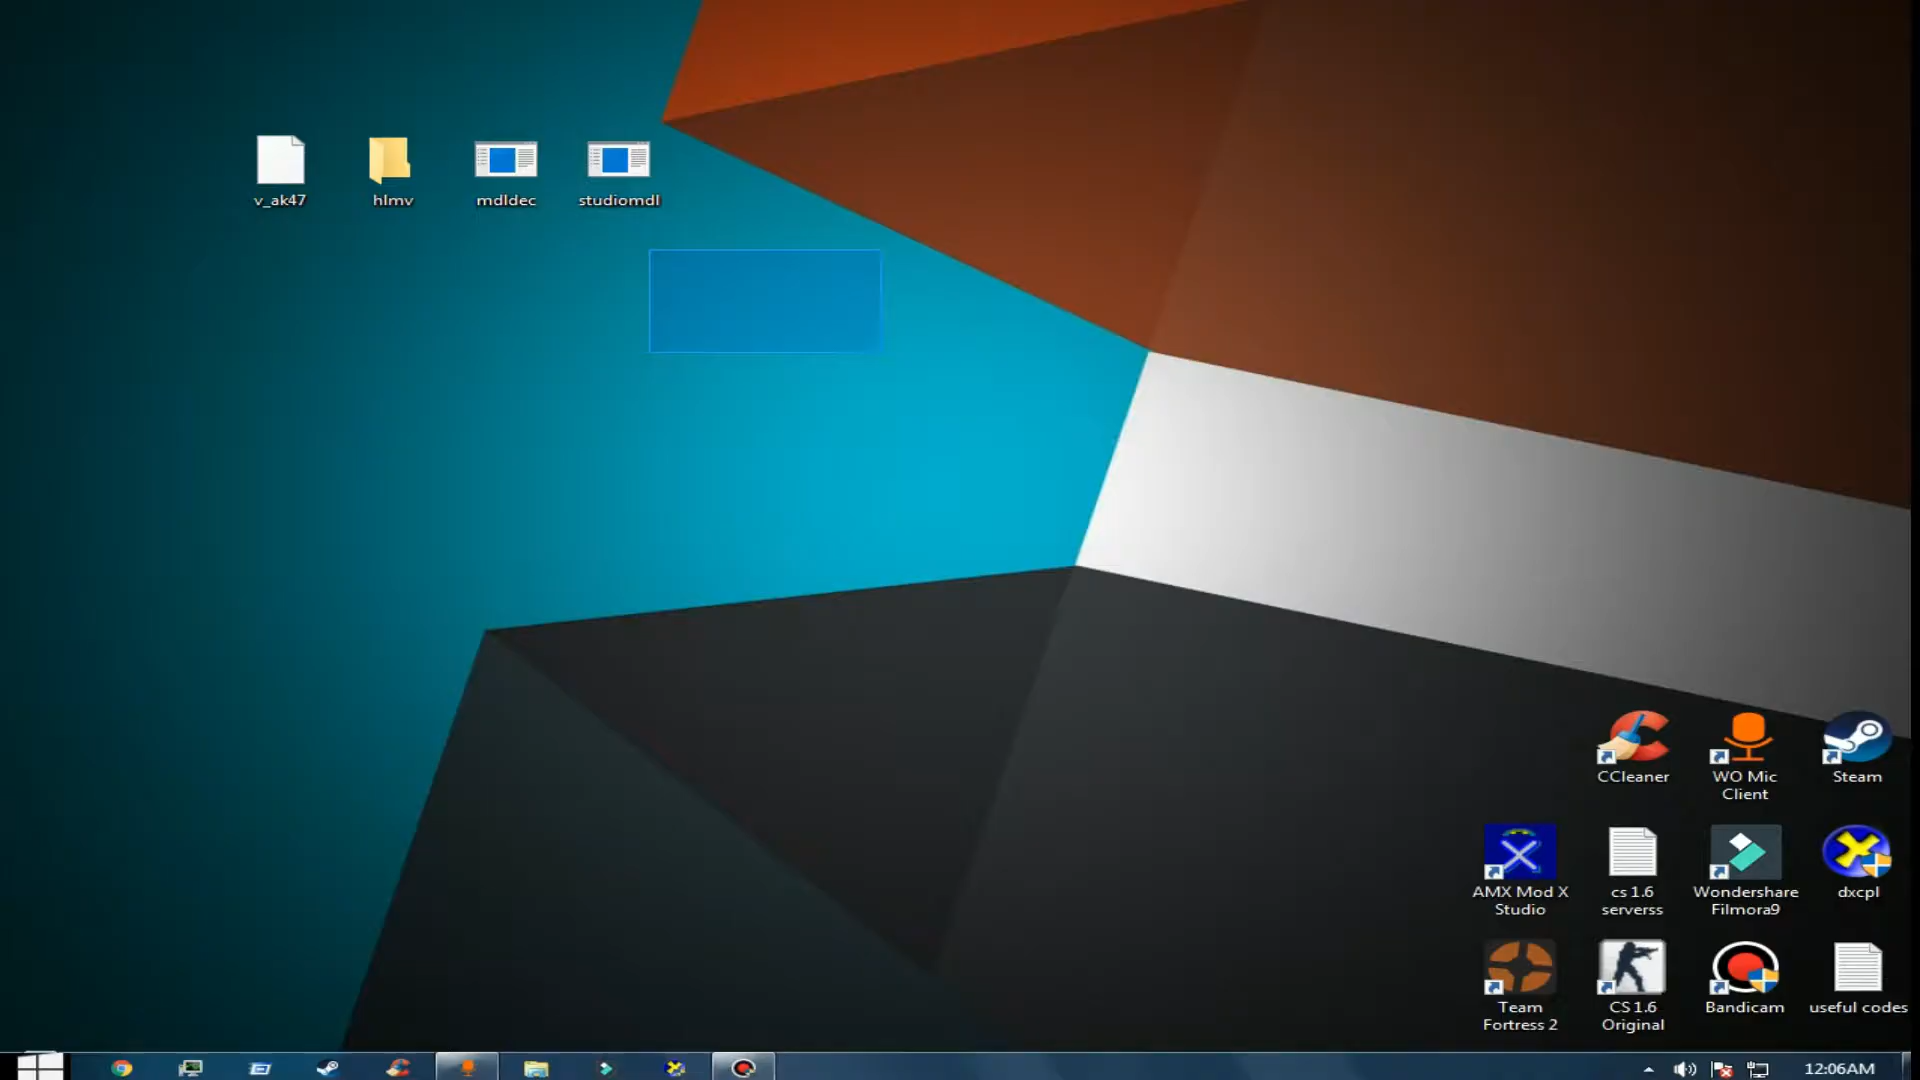 v_ak47
hlmv
mdldec
studiomdl
CCleaner
WO Mic
Client
Steam
AMX Mod X
Studio
cs 1.6
serverss
Wondershare
Filmora9
dxcpl
Team
Fortress 2
CS 1.6
Original
Bandicam
useful codes
12:06AM